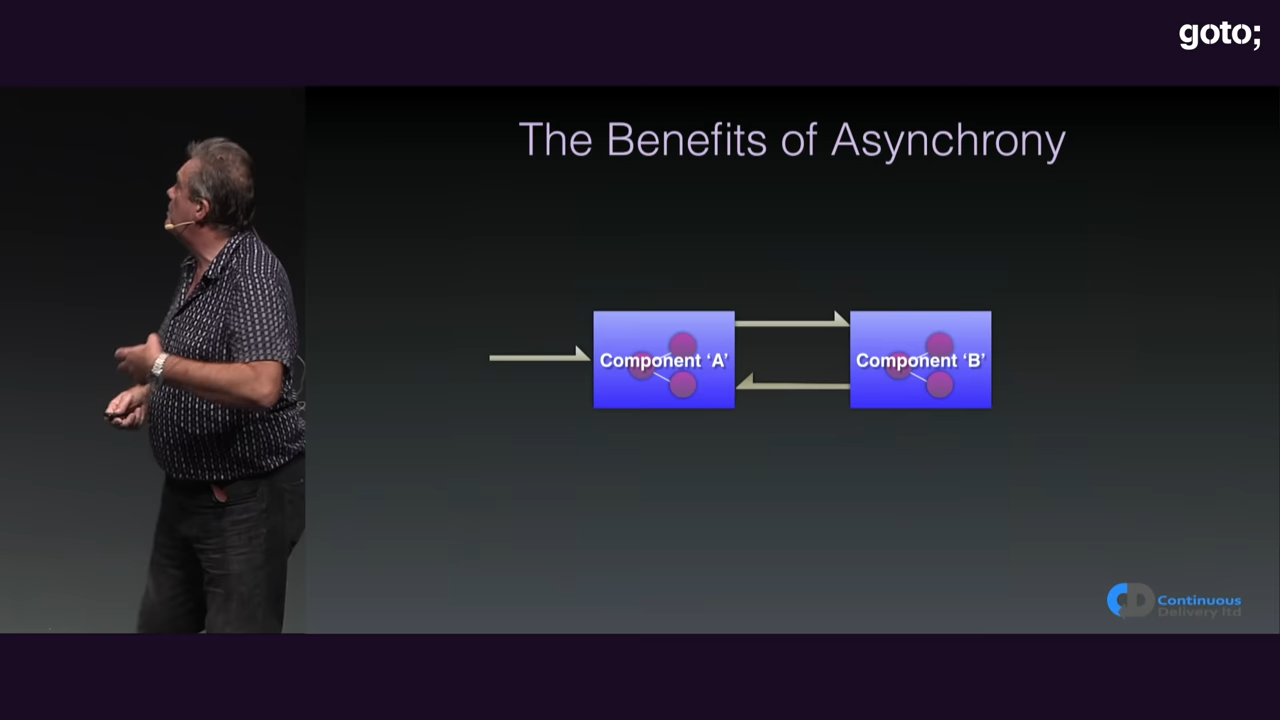 goto;
The Benefits of Asynchrony
Component ‘A’
Component ‘B’
Continuous
Delivery ltd